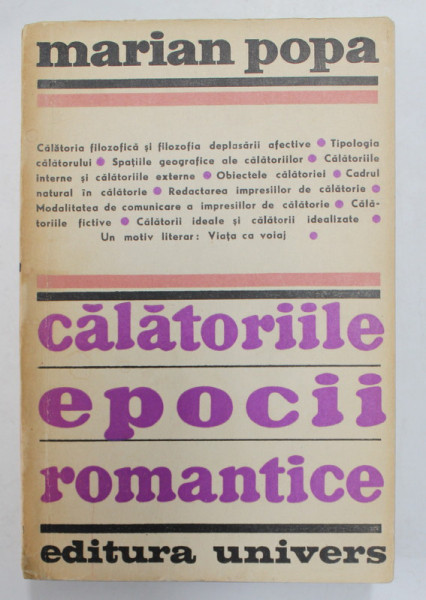 marian popa
Călătoria filozofică și filozofia deplasării afective ● Tipologia
călătorului ● Spațiile geografice ale călătoriilor ● Călătoriile
interne și călătoriile externe ● Obiectele călătoriei ● Cadrul
natural în călătorie ● Redactarea impresiilor de călătorie ●
Modalitatea de comunicare a impresiilor de călătorie ● Călă-
toriile fictive ● Călătorii ideale și călătorii idealizate ●
Un motiv literar: Viața ca voiaj ●
călătoriile
epocii
romantice
editura univers